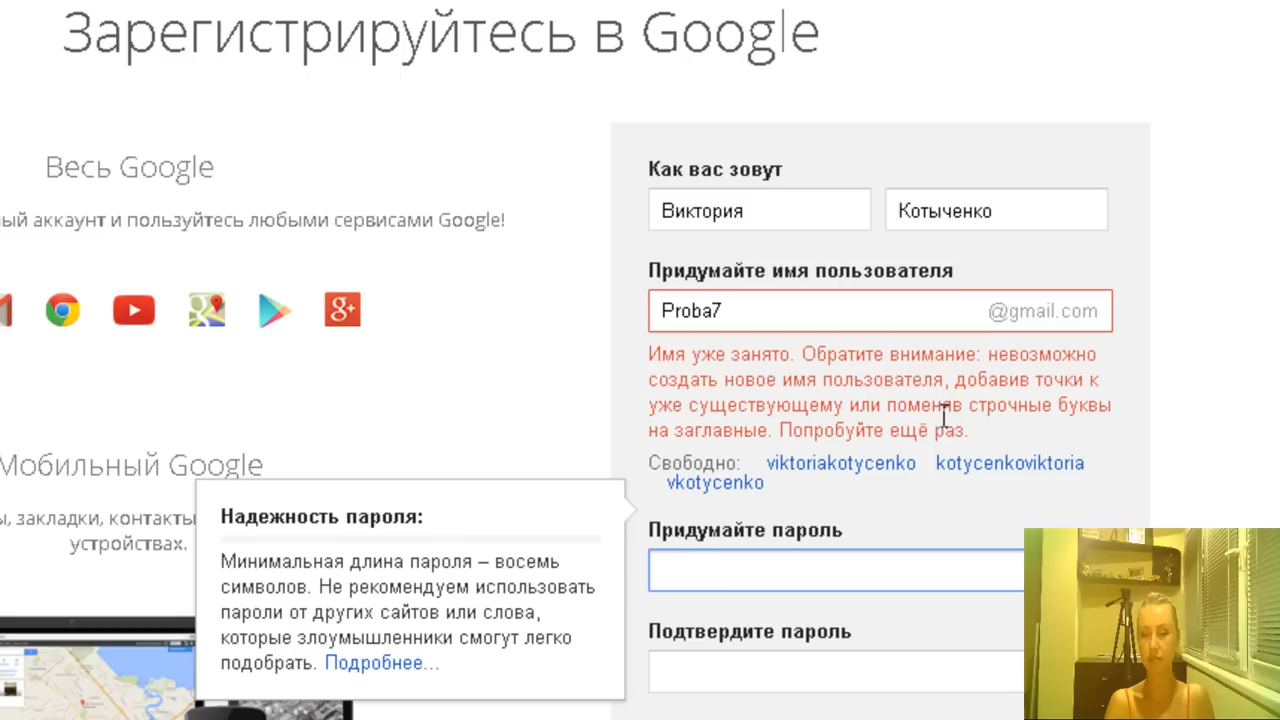 Зарегистрируйтесь в Google
Весь Google
ный аккаунт и пользуйтесь любыми сервисами Google!
Мобильный Google
ы, закладки, контакты
устройствах.
Надежность пароля:
Минимальная длина пароля – восемь
символов. Не рекомендуем использовать
пароли от других сайтов или слова,
которые злоумышленники смогут легко
подобрать. Подробнее...
Как вас зовут
Виктория Котыченко
Придумайте имя пользователя
Proba7 @gmail.com
Имя уже занято. Обратите внимание: невозможно
создать новое имя пользователя, добавив точки к
уже существующему или поменяв строчные буквы
на заглавные. Попробуйте ещё раз.
Свободно: viktoriakotycenko kotycenkoviktoria
vkotycenko
Придумайте пароль
Подтвердите пароль